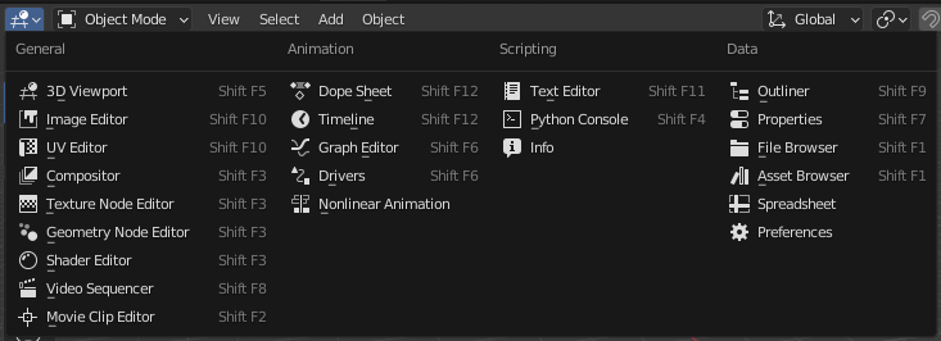 Object Mode View Select Add Object Global
General Animation Scripting Data
3D Viewport Shift F5 Dope Sheet Shift F12 Text Editor Shift F11 Outliner Shift F9
Image Editor Shift F10 Timeline Shift F12 Python Console Shift F4 Properties Shift F7
UV Editor Shift F10 Graph Editor Shift F6 Info File Browser Shift F1
Compositor Shift F3 Drivers Shift F6 Asset Browser Shift F1
Texture Node Editor Shift F3 Nonlinear Animation Spreadsheet
Geometry Node Editor Shift F3 Preferences
Shader Editor Shift F3
Video Sequencer Shift F8
Movie Clip Editor Shift F2